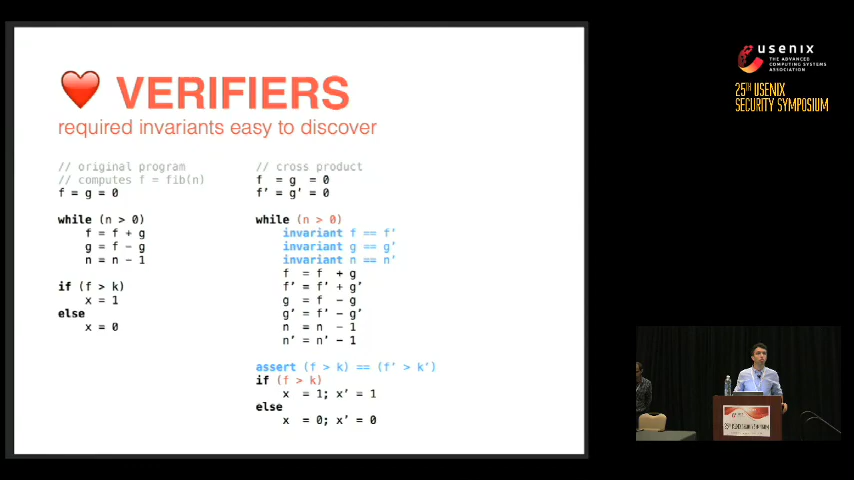 ❤️ VERIFIERS
required invariants easy to discover
// original program
// computes f = fib(n)
f = g = 0
while (n > 0)
f = f + g
g = f - g
n = n - 1
if (f > k)
x = 1
else
x = 0
// cross product
f = g = 0
f' = g' = 0
while (n > 0)
invariant f == f'
invariant g == g'
invariant n == n'
f = f + g
f' = f' + g'
g = f - g
g' = f' - g'
n = n - 1
n' = n' - 1
assert (f > k) == (f' > k')
if (f > k)
x = 1; x' = 1
else
x = 0; x' = 0
usenix
THE ADVANCED
COMPUTING SYSTEMS
ASSOCIATION
25TH USENIX
SECURITY SYMPOSIUM